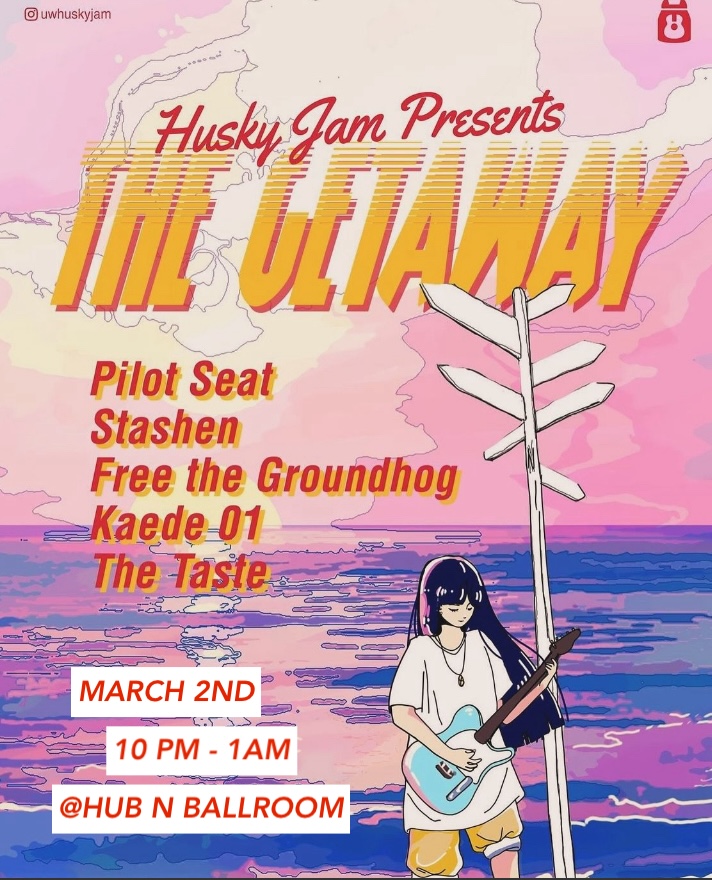 uwhuskyjam
Husky Jam Presents
THE GETAWAY
Pilot Seat
Stashen
Free the Groundhog
Kaede 01
The Taste
MARCH 2ND
10 PM - 1AM
@HUB N BALLROOM